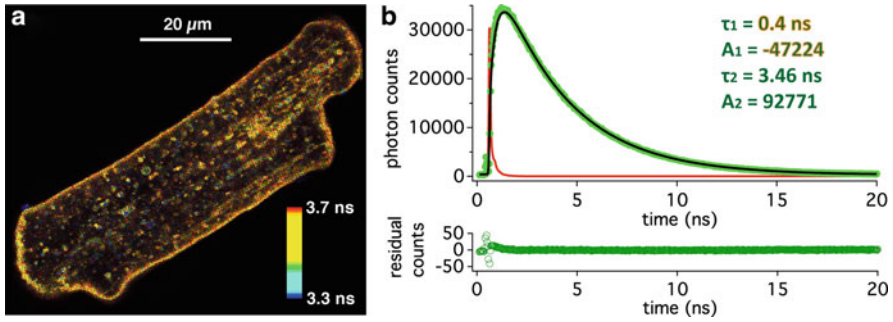 a
20 µm
3.7 ns
3.3 ns
b
photon counts
30000
20000
10000
0
τ1 = 0.4 ns
A1 = -47224
τ2 = 3.46 ns
A2 = 92771
0 5 10 15 20
time (ns)
residual
counts
50
0
-50
0 5 10 15 20
time (ns)